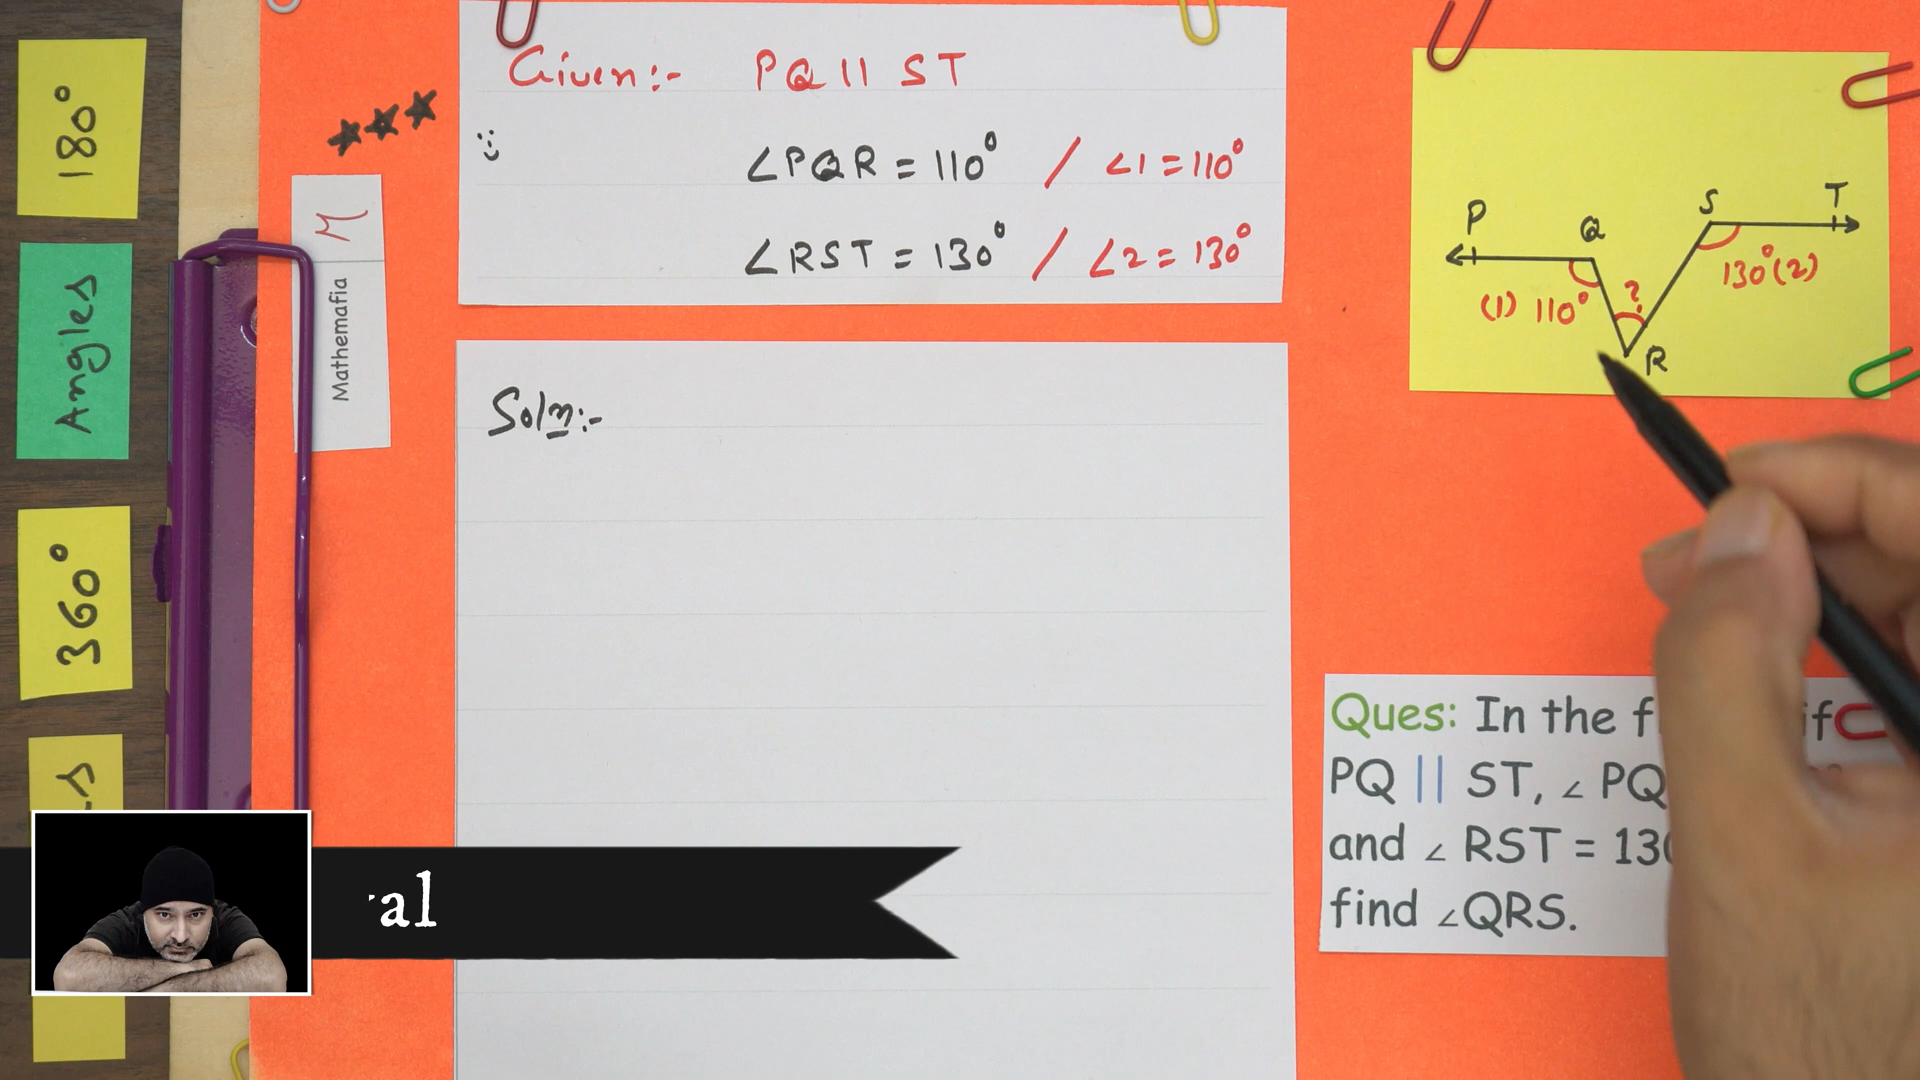 180°
Angles
360°
M
Mathemafia
Given:- PQ || ST
∠PQR = 110° / ∠1 = 110°
∠RST = 130° / ∠2 = 130°
Soln:-
P
Q
S
T
(1) 110°
?
130°(2)
R
Ques: In the f if
PQ || ST, ∠ PQ
and ∠ RST = 13
find ∠QRS.
al